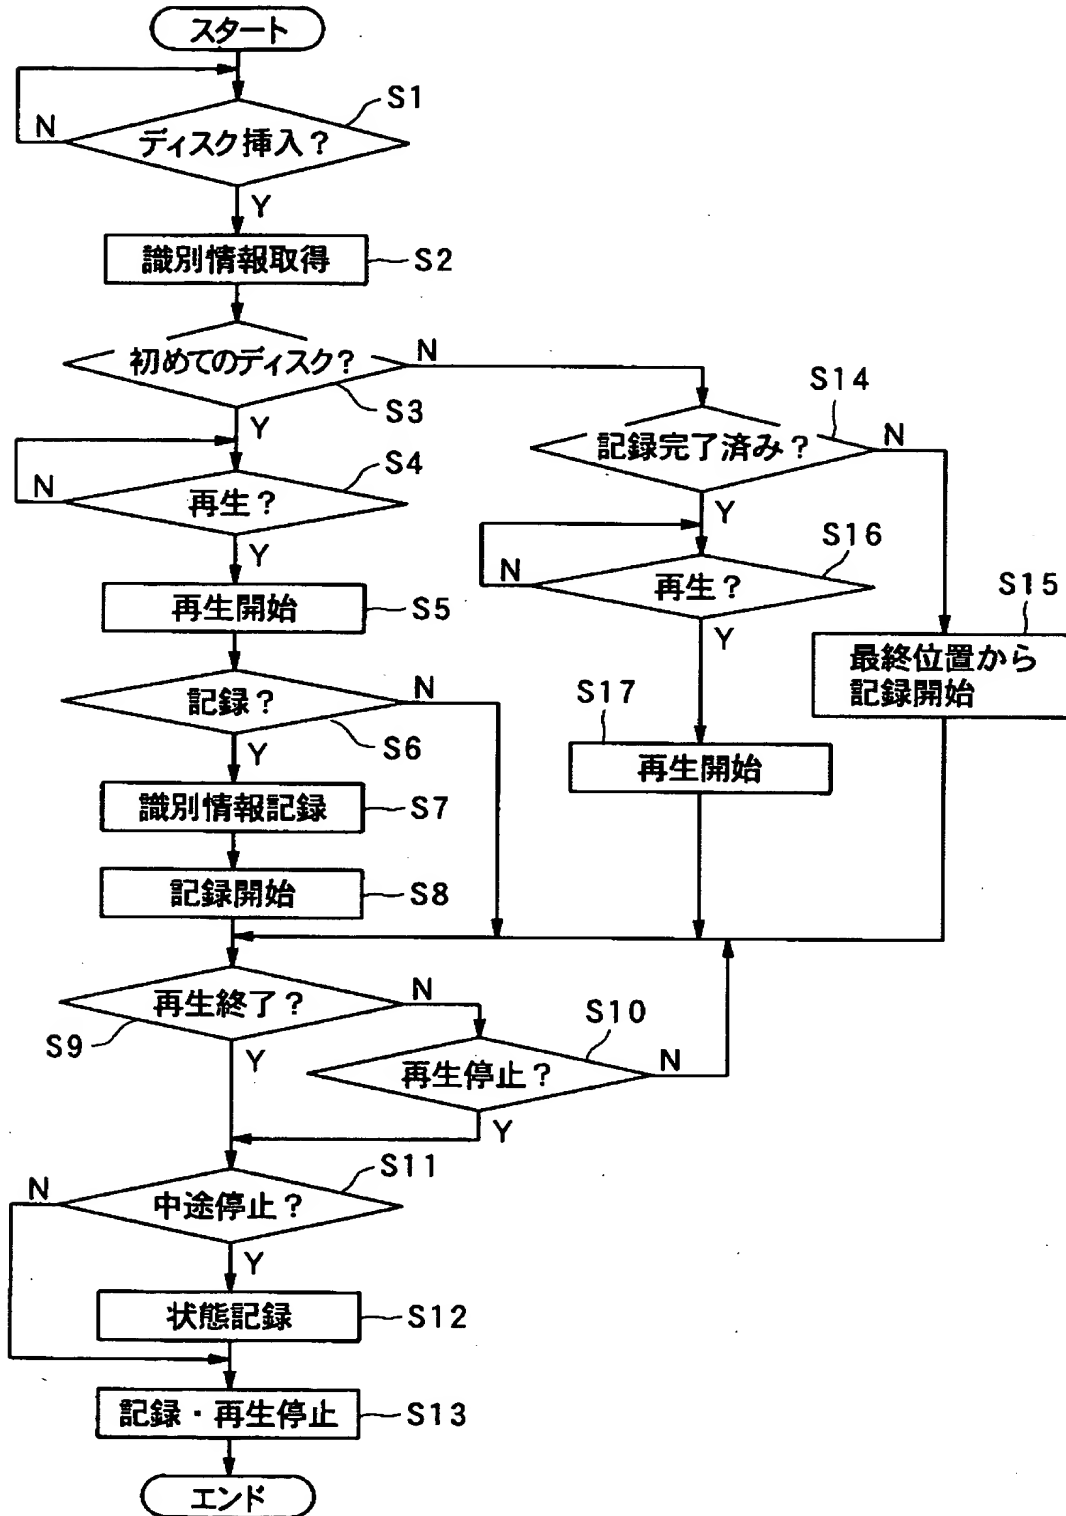 スタート
S1
N
ディスク挿入?
Y
識別情報取得
S2
初めてのディスク?
N
S3
Y
S14
記録完了済み?
N
S4
N
再生?
Y
Y
S16
N
再生?
Y
S15
再生開始
S5
最終位置から
記録開始
記録?
N
S6
Y
S17
再生開始
識別情報記録
S7
記録開始
S8
再生終了?
N
S9
Y
S10
再生停止?
N
Y
S11
N
中途停止?
Y
状態記録
S12
記録・再生停止
S13
エンド